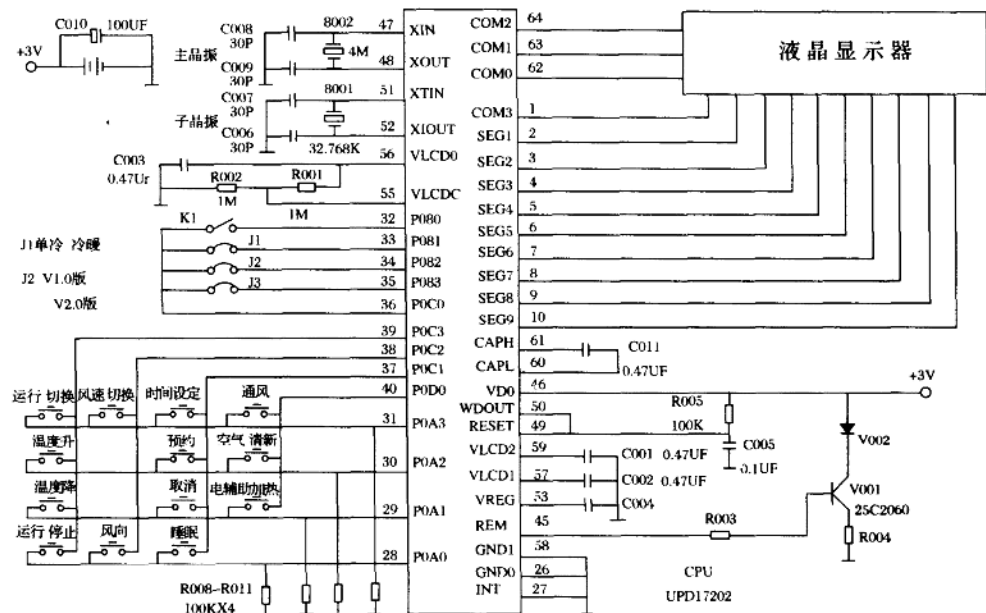 C010 100UF
+3V
主晶振
C008
30P
8002
4M
C009
30P
子晶振
C007
30P
8001
C006
30P
32.768K
C003
0.47Ur
R002
1M
R001
1M
K1
J1单冷 冷暖
J1
J2 V1.0版
J2
J3
V2.0版
47 XIN
48 XOUT
51 XTIN
52 XIOUT
56 VLCD0
55 VLCDC
32 P080
33 P081
34 P082
35 P083
36 P0C0
39 P0C3
38 P0C2
37 P0C1
40 P0D0
31 P0A3
30 P0A2
29 P0A1
28 P0A0
运行 切换 风速 切换 时间设定 通风
温度升 预约 空气 清新
温度降 取消 电辅助加热
运行 停止 风向 睡眠
R008~R011
100KX4
COM2 64
COM1 63
COM0 62
COM3 1
SEG1 2
SEG2 3
SEG3 4
SEG4 5
SEG5 6
SEG6 7
SEG7 8
SEG8 9
SEG9 10
CAPH 61
CAPL 60
VD0 46
WDOUT 50
RESET 49
VLCD2 59
VLCD1 57
VREG 53
REM 45
GND1 58
GND0 26
INT 27
液晶显示器
C011
0.47UF
+3V
R005
100K
C005
0.1UF
V002
C001 0.47UF
C002 0.47UF
C004
V001
25C2060
R003
R004
CPU
UPD17202